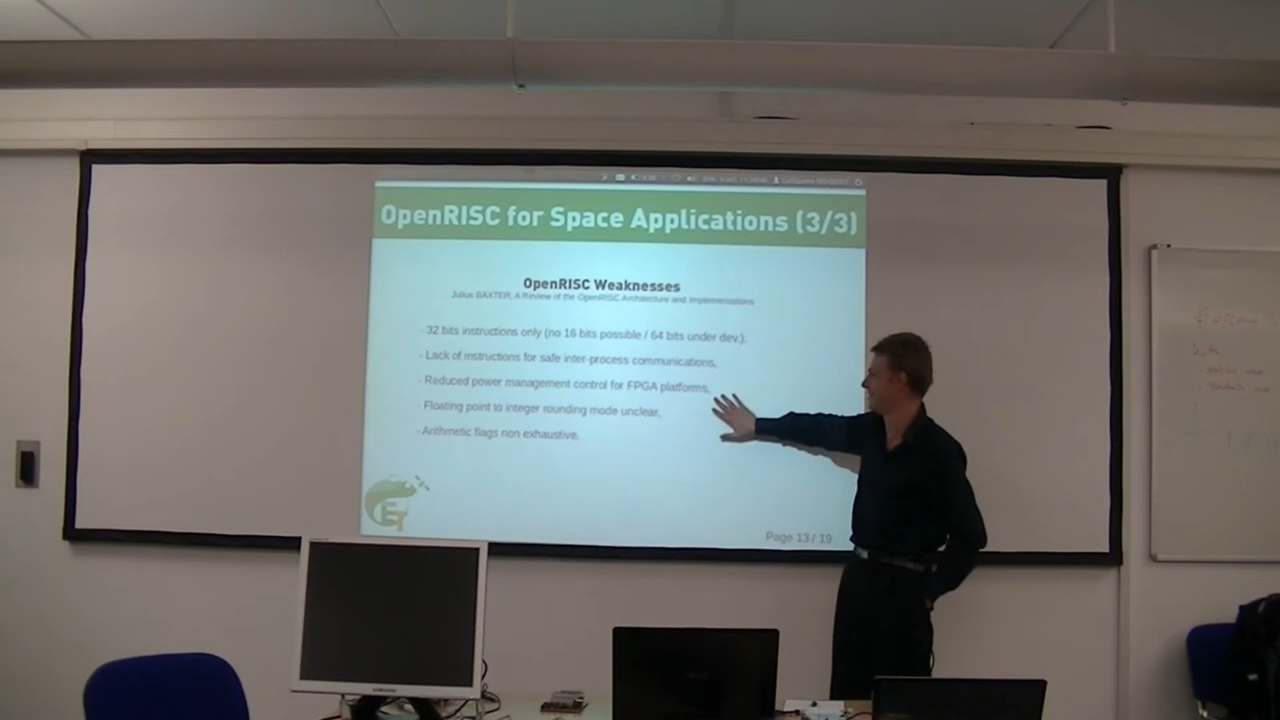 OpenRISC for Space Applications (3/3)
OpenRISC Weaknesses
Julius BAXTER; A Review of the OpenRISC Architecture and Implementations
- 32 bits instructions only (no 16 bits possible / 64 bits under dev.),
- Lack of instructions for safe inter-process communications,
- Reduced power management control for FPGA platforms,
- Floating point to integer rounding mode unclear,
- Arithmetic flags non exhaustive.
ET
Page 13 / 19
SAMSUNG